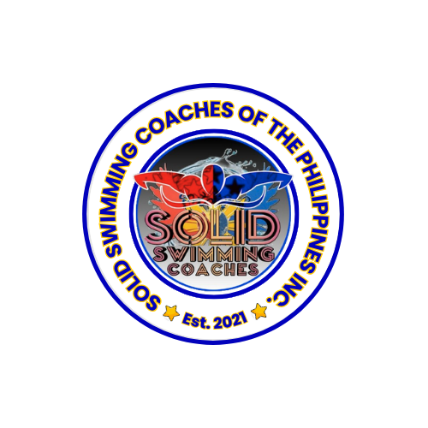 SOLID SWIMMING COACHES OF THE PHILIPPINES INC.
SOLID
SWIMMING
COACHES
Est. 2021